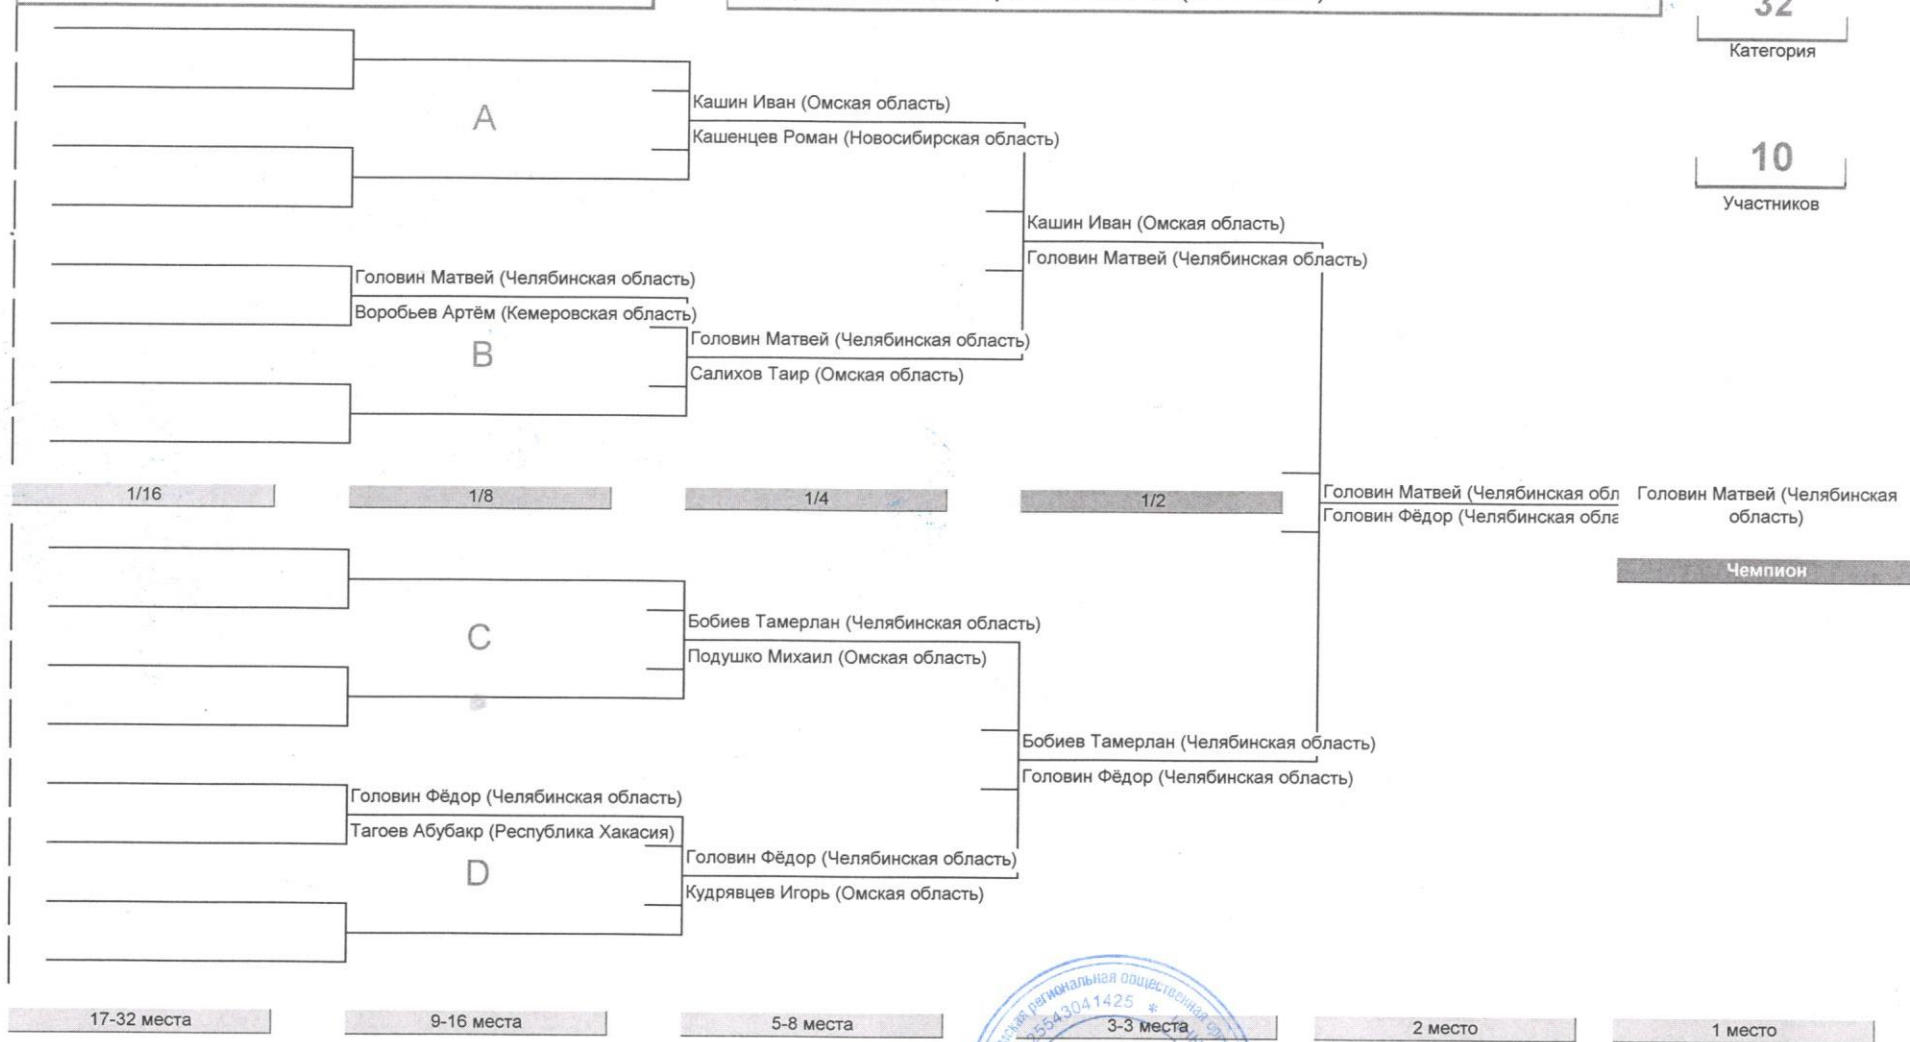 32
Категория
Кашин Иван (Омская область)
A
Кашенцев Роман (Новосибирская область)
10
Участников
Кашин Иван (Омская область)
Головин Матвей (Челябинская область)
Головин Матвей (Челябинская область)
Воробьев Артём (Кемеровская область)
B
Головин Матвей (Челябинская область)
Салихов Таир (Омская область)
1/16
1/8
1/4
1/2
Головин Матвей (Челябинская обл
Головин Фёдор (Челябинская обла
Головин Матвей (Челябинская
область)
Чемпион
Бобиев Тамерлан (Челябинская область)
C
Подушко Михаил (Омская область)
Бобиев Тамерлан (Челябинская область)
Головин Фёдор (Челябинская область)
Головин Фёдор (Челябинская область)
Тагоев Абубакр (Республика Хакасия)
D
Головин Фёдор (Челябинская область)
Кудрявцев Игорь (Омская область)
региональная общественная
17-32 места
9-16 места
5-8 места
3-3 места
2 место
1 место